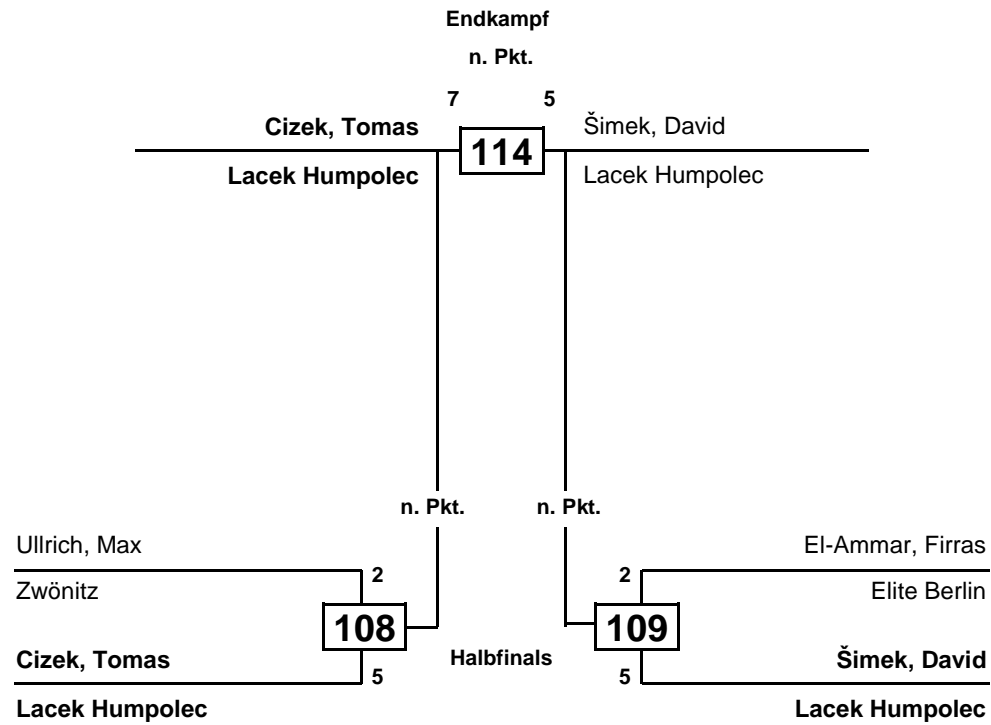 Endkampf
n. Pkt.
7 5
Cizek, Tomas 114 Šimek, David
Lacek Humpolec Lacek Humpolec
n. Pkt. n. Pkt.
Ullrich, Max El-Ammar, Firras
2 2
Zwönitz Elite Berlin
108 109
Cizek, Tomas Halbfinals Šimek, David
5 5
Lacek Humpolec Lacek Humpolec